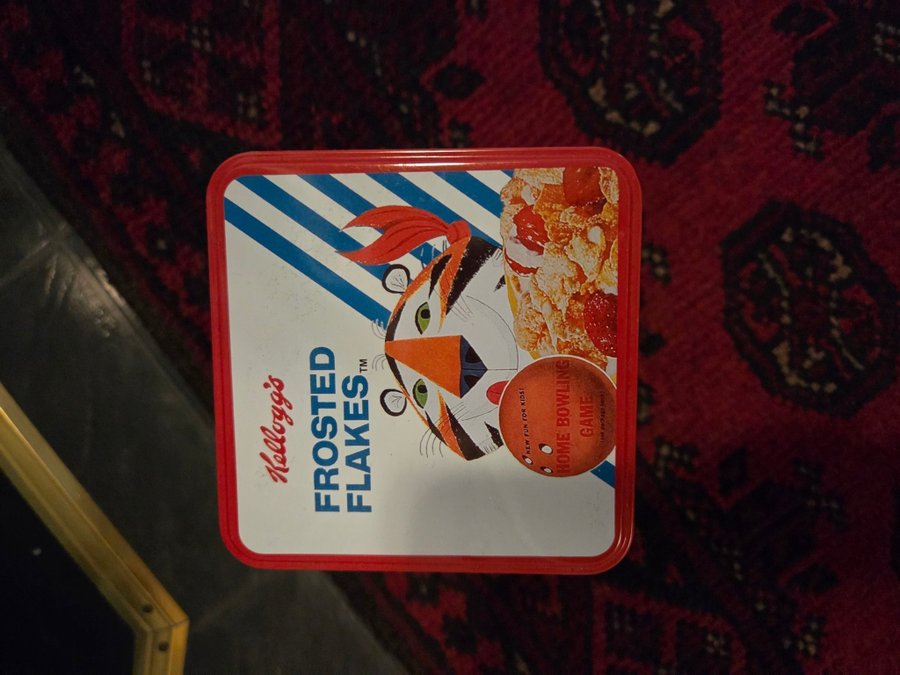 Kellogg's
FROSTED
FLAKES™
NEW FUN FOR KIDS!
HOME BOWLING
GAME